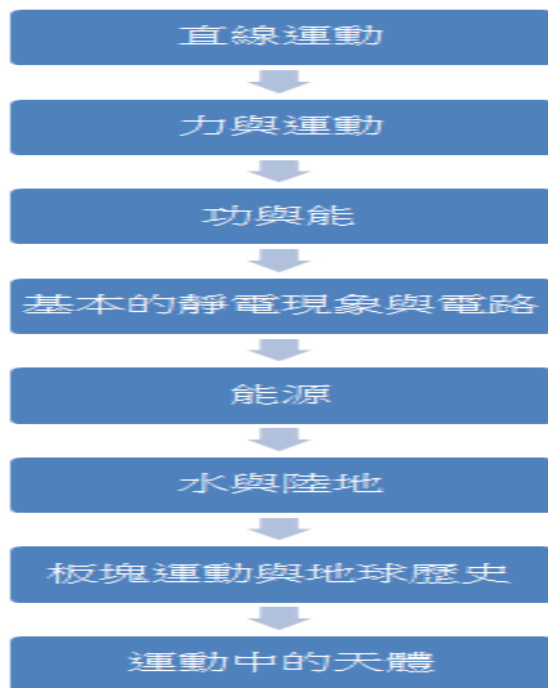 直線運動
力與運動
功與能
基本的靜電現象與電路
能源
水與陸地
板塊運動與地球歷史
運動中的天體